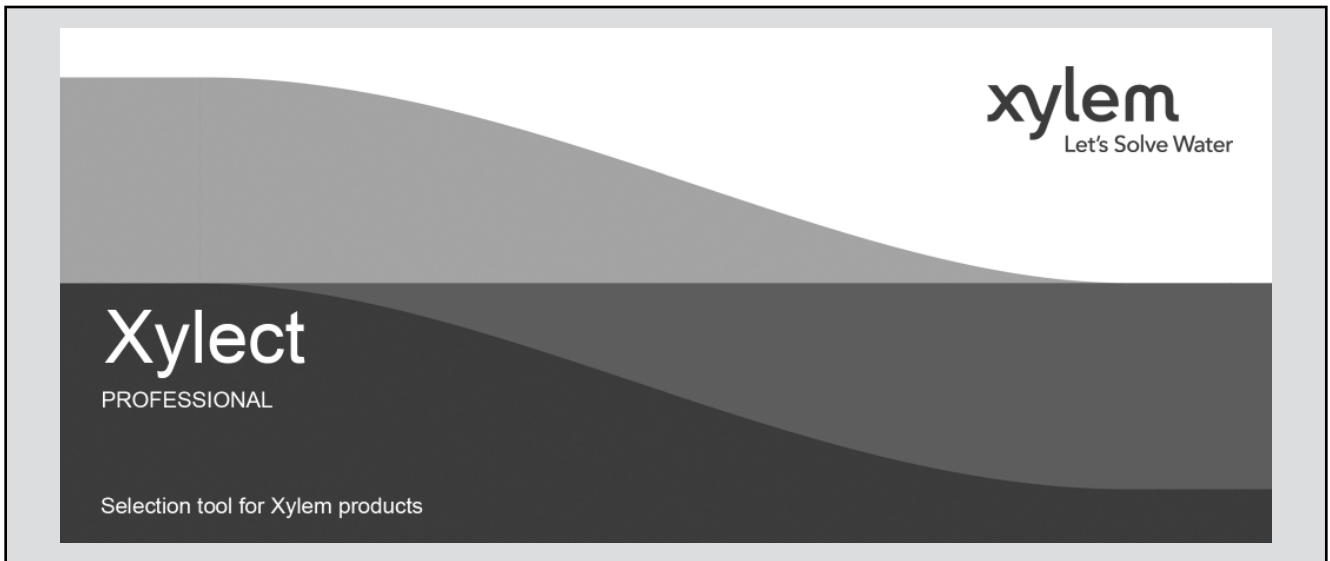 xylem
Let's Solve Water
Xylect
PROFESSIONAL
Selection tool for Xylem products